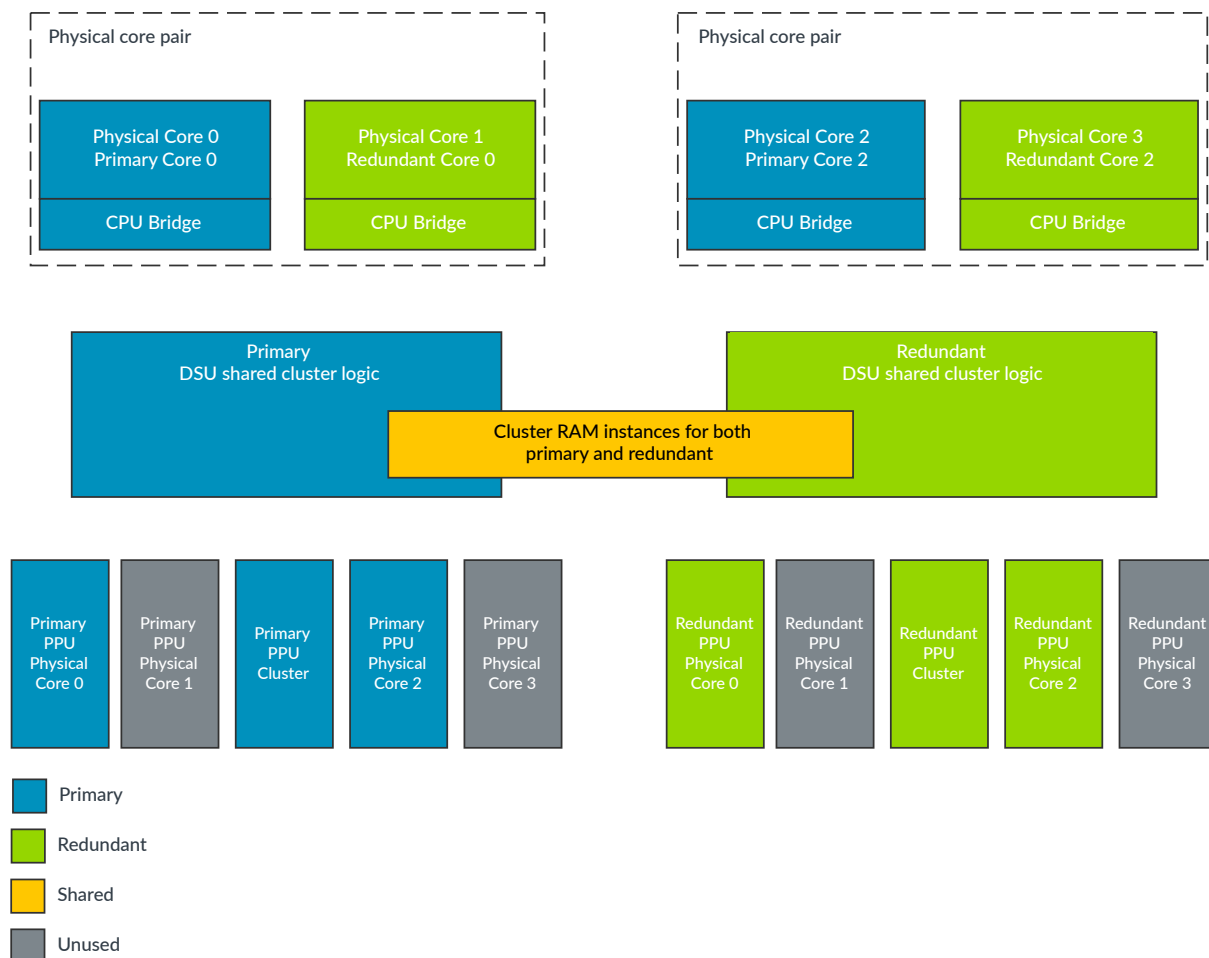 Physical core pair
Physical Core 0
Primary Core 0
CPU Bridge
Physical Core 1
Redundant Core 0
CPU Bridge
Physical core pair
Physical Core 2
Primary Core 2
CPU Bridge
Physical Core 3
Redundant Core 2
CPU Bridge
Primary
DSU shared cluster logic
Redundant
DSU shared cluster logic
Cluster RAM instances for both
primary and redundant
Primary
PPU
Physical
Core 0
Primary
PPU
Physical
Core 1
Primary
PPU
Cluster
Primary
PPU
Physical
Core 2
Primary
PPU
Physical
Core 3
Redundant
PPU
Physical
Core 0
Redundant
PPU
Physical
Core 1
Redundant
PPU
Cluster
Redundant
PPU
Physical
Core 2
Redundant
PPU
Physical
Core 3
Primary
Redundant
Shared
Unused